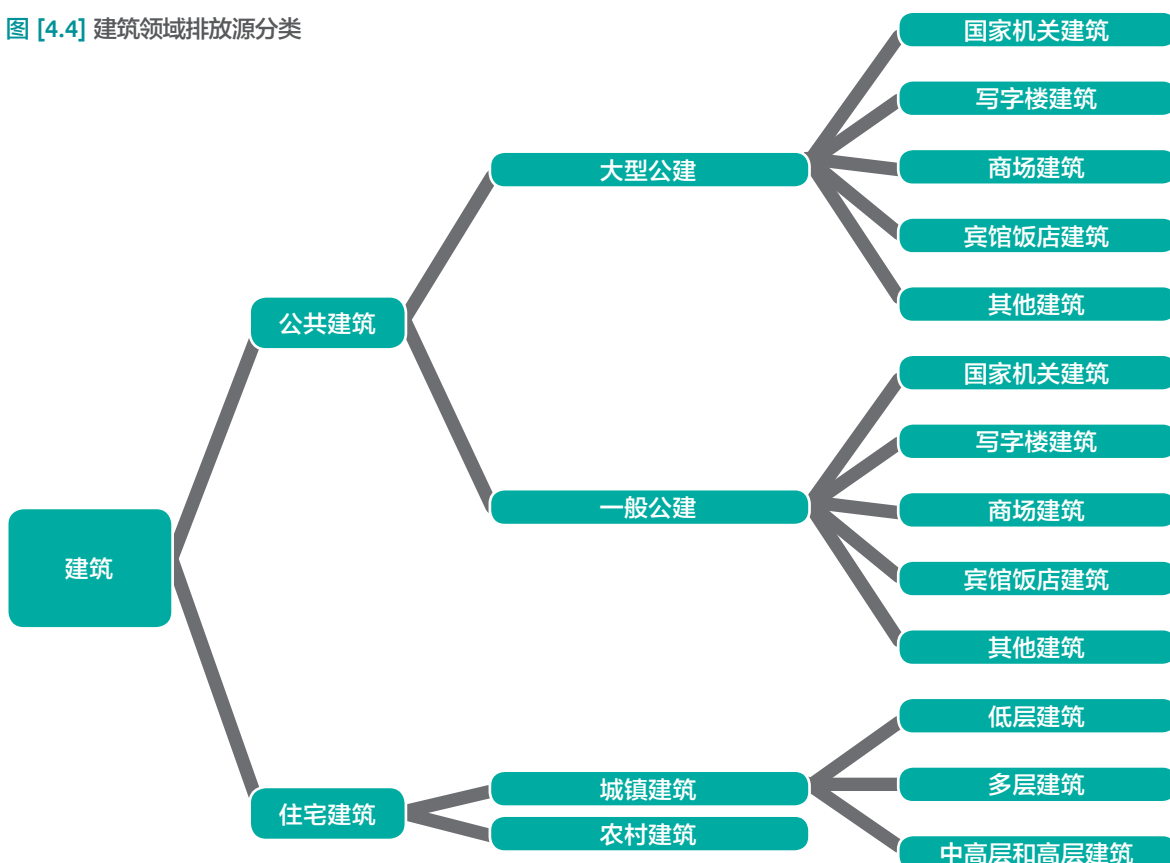 图 [4.4] 建筑领域排放源分类
国家机关建筑
写字楼建筑
大型公建
商场建筑
宾馆饭店建筑
其他建筑
公共建筑
国家机关建筑
写字楼建筑
一般公建
商场建筑
建筑
宾馆饭店建筑
其他建筑
低层建筑
城镇建筑
多层建筑
住宅建筑
农村建筑
中高层和高层建筑